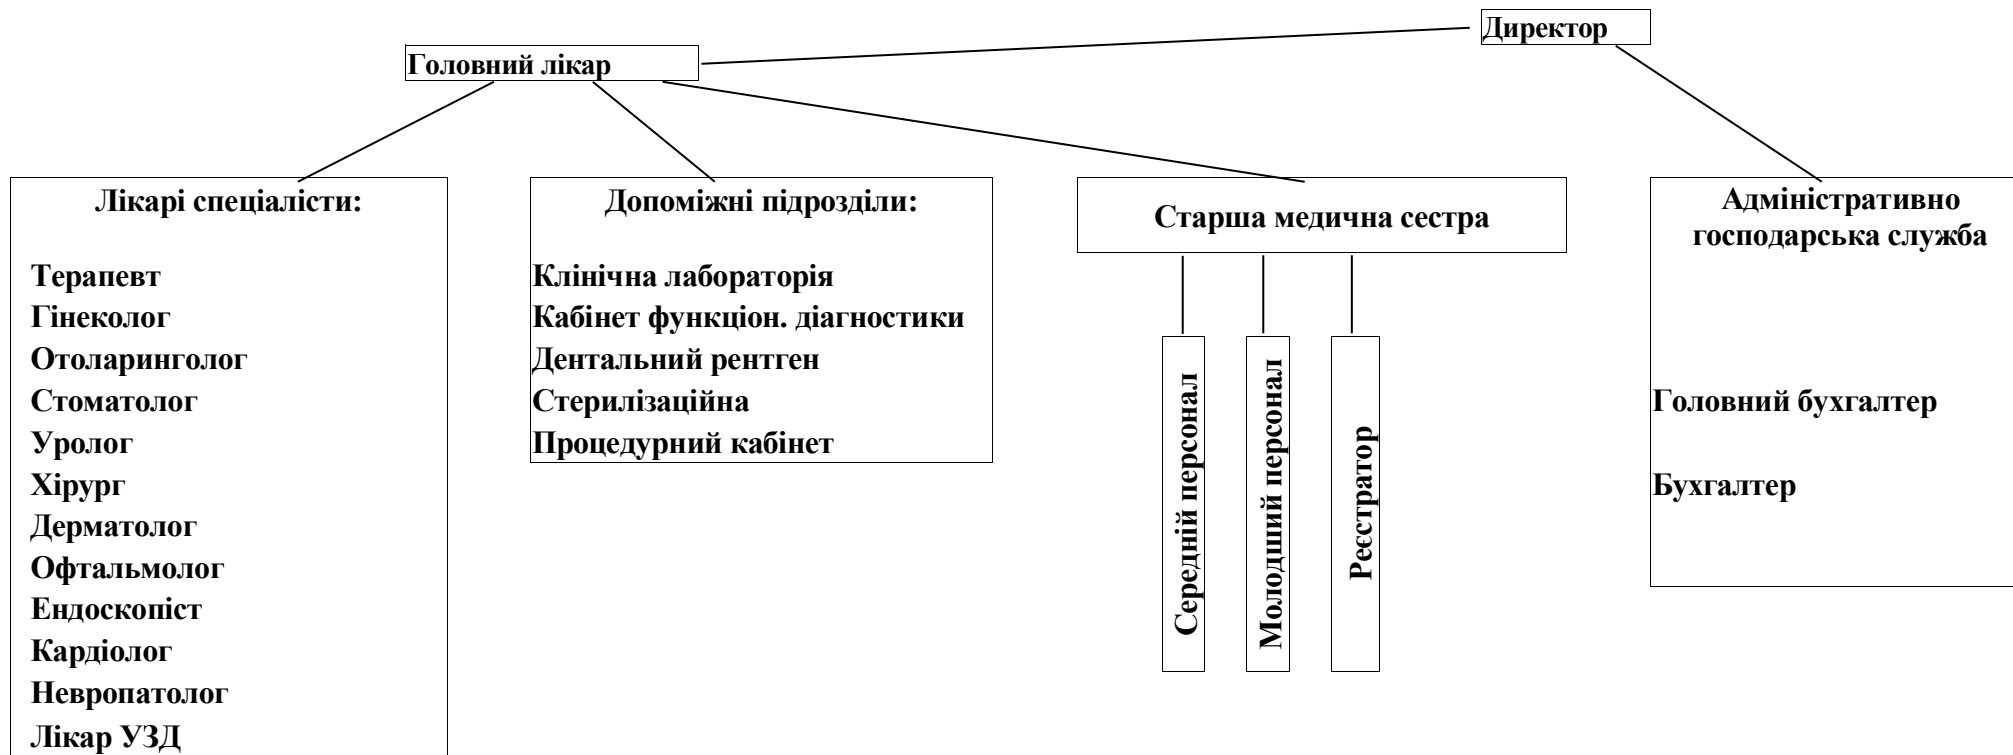 Директор
Головний лікар
Лікарі спеціалісти:
Терапевт
Гінеколог
Отоларинголог
Стоматолог
Уролог
Хірург
Дерматолог
Офтальмолог
Ендоскопіст
Кардіолог
Невропатолог
Лікар УЗД
Допоміжні підрозділи:
Клінічна лабораторія
Кабінет функціон. діагностики
Дентальний рентген
Стерилізаційна
Процедурний кабінет
Старша медична сестра
Середній персонал
Молодший персонал
Реєстратор
Адміністративно
господарська служба
Головний бухгалтер
Бухгалтер